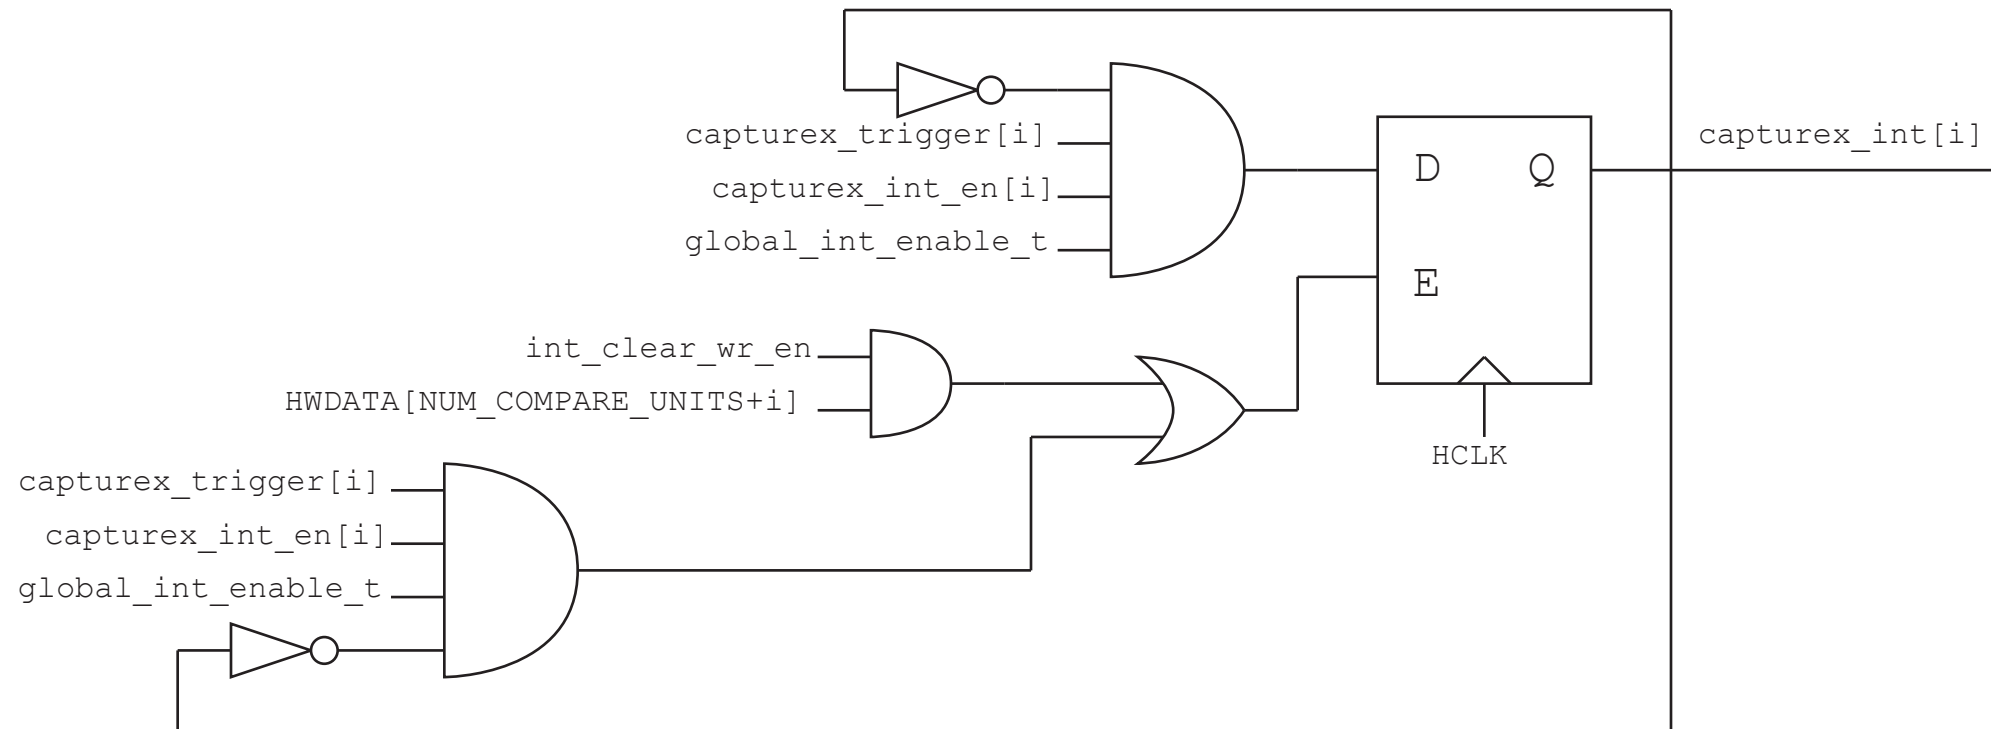 capturex_trigger[i]
capturex_int[i]
D
Q
capturex_int_en[i]
global_int_enable_t
E
int_clear_wr_en
HWDATA[NUM_COMPARE_UNITS+i]
HCLK
capturex_trigger[i]
capturex_int_en[i]
global_int_enable_t